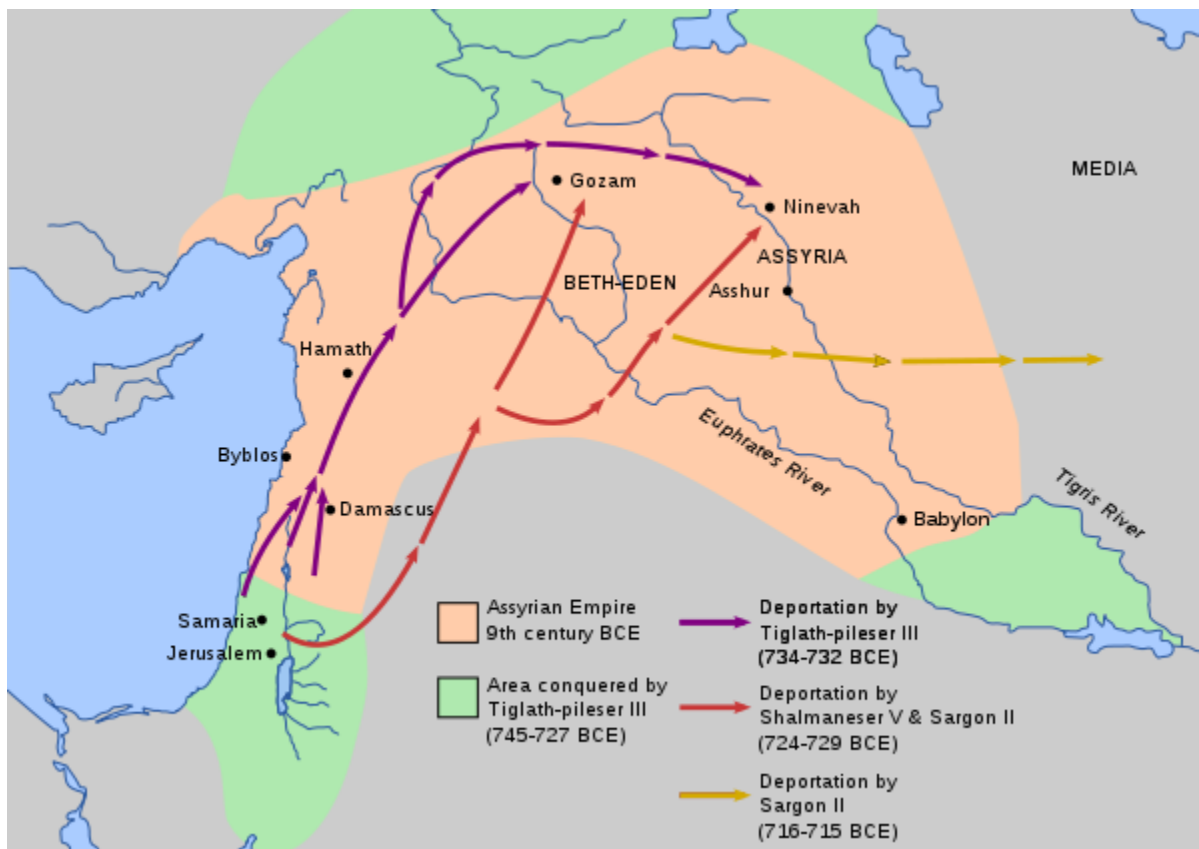 MEDIA
Gozam
Ninevah
ASSYRIA
BETH-EDEN
Asshur
Hamath
Euphrates River
Byblos
Tigris River
Damascus
Babylon
Samaria
Jerusalem
Assyrian Empire
9th century BCE
Area conquered by
Tiglath-pileser III
(745-727 BCE)
Deportation by
Tiglath-pileser III
(734-732 BCE)
Deportation by
Shalmaneser V & Sargon II
(724-729 BCE)
Deportation by
Sargon II
(716-715 BCE)